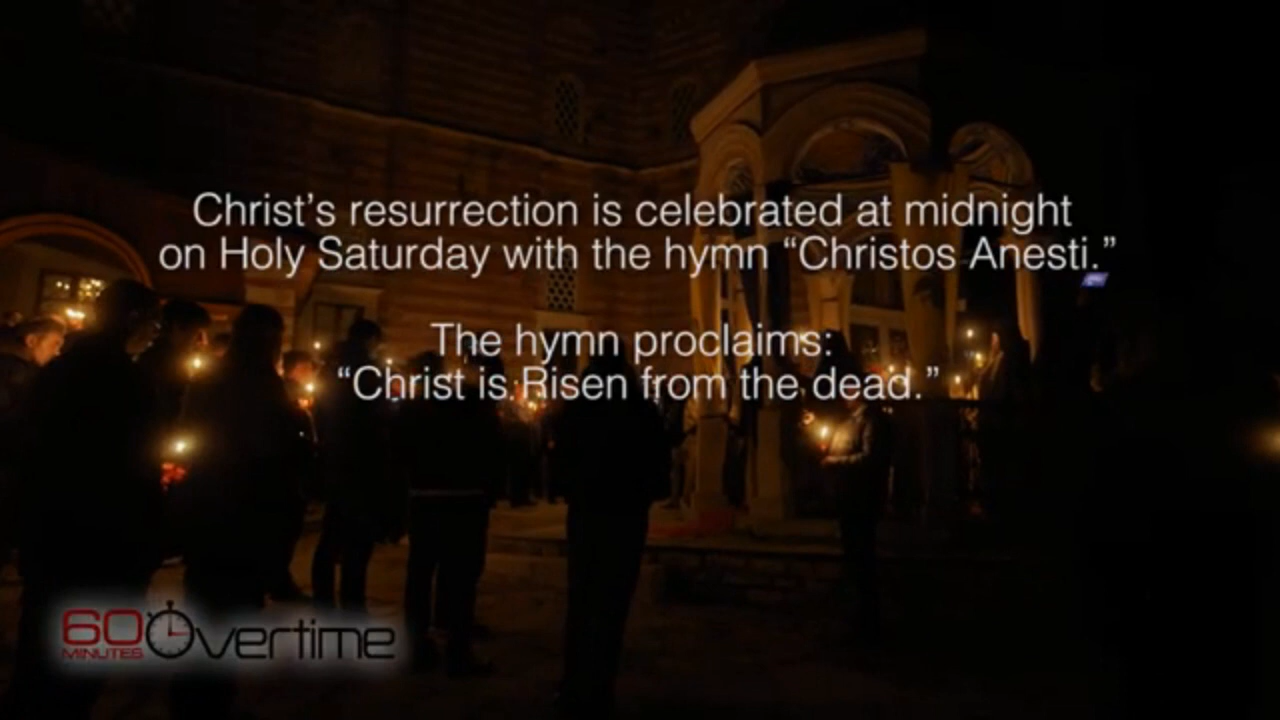 Christ’s resurrection is celebrated at midnight
on Holy Saturday with the hymn “Christos Anesti.”
The hymn proclaims:
“Christ is Risen from the dead.”
60 Overtime
MINUTES